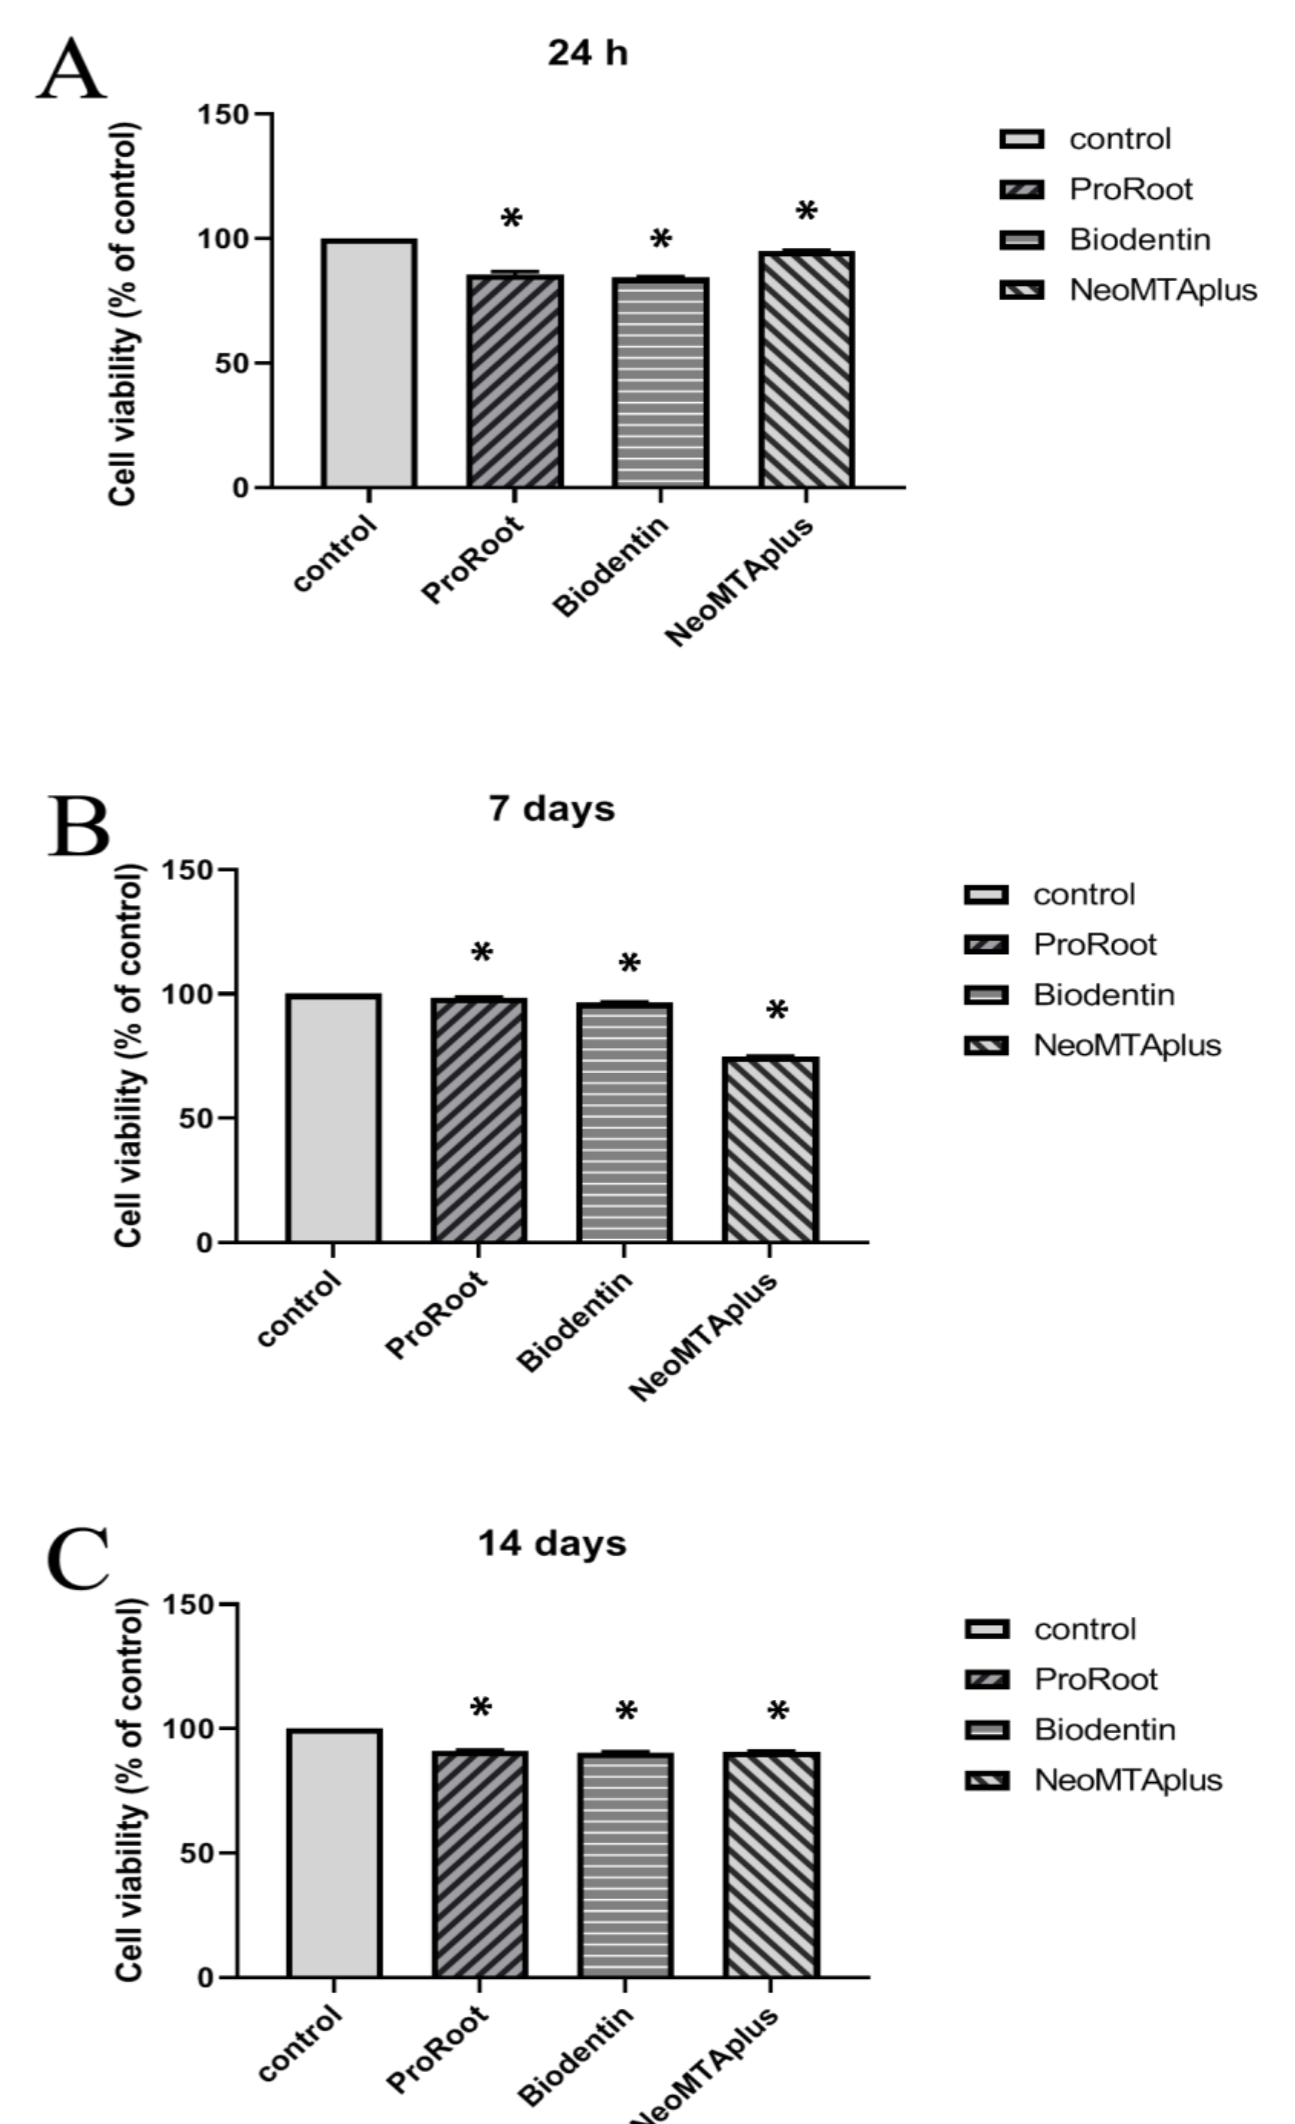 A
24 h
Cell viability (% of control)
150
100
50
0
*
*
*
control
ProRoot
Biodentin
NeoMTAplus
control
ProRoot
Biodentin
NeoMTAplus
B
7 days
Cell viability (% of control)
150
100
50
0
*
*
*
control
ProRoot
Biodentin
NeoMTAplus
control
ProRoot
Biodentin
NeoMTAplus
C
14 days
Cell viability (% of control)
150
100
50
0
*
*
*
control
ProRoot
Biodentin
NeoMTAplus
control
ProRoot
Biodentin
NeoMTAplus